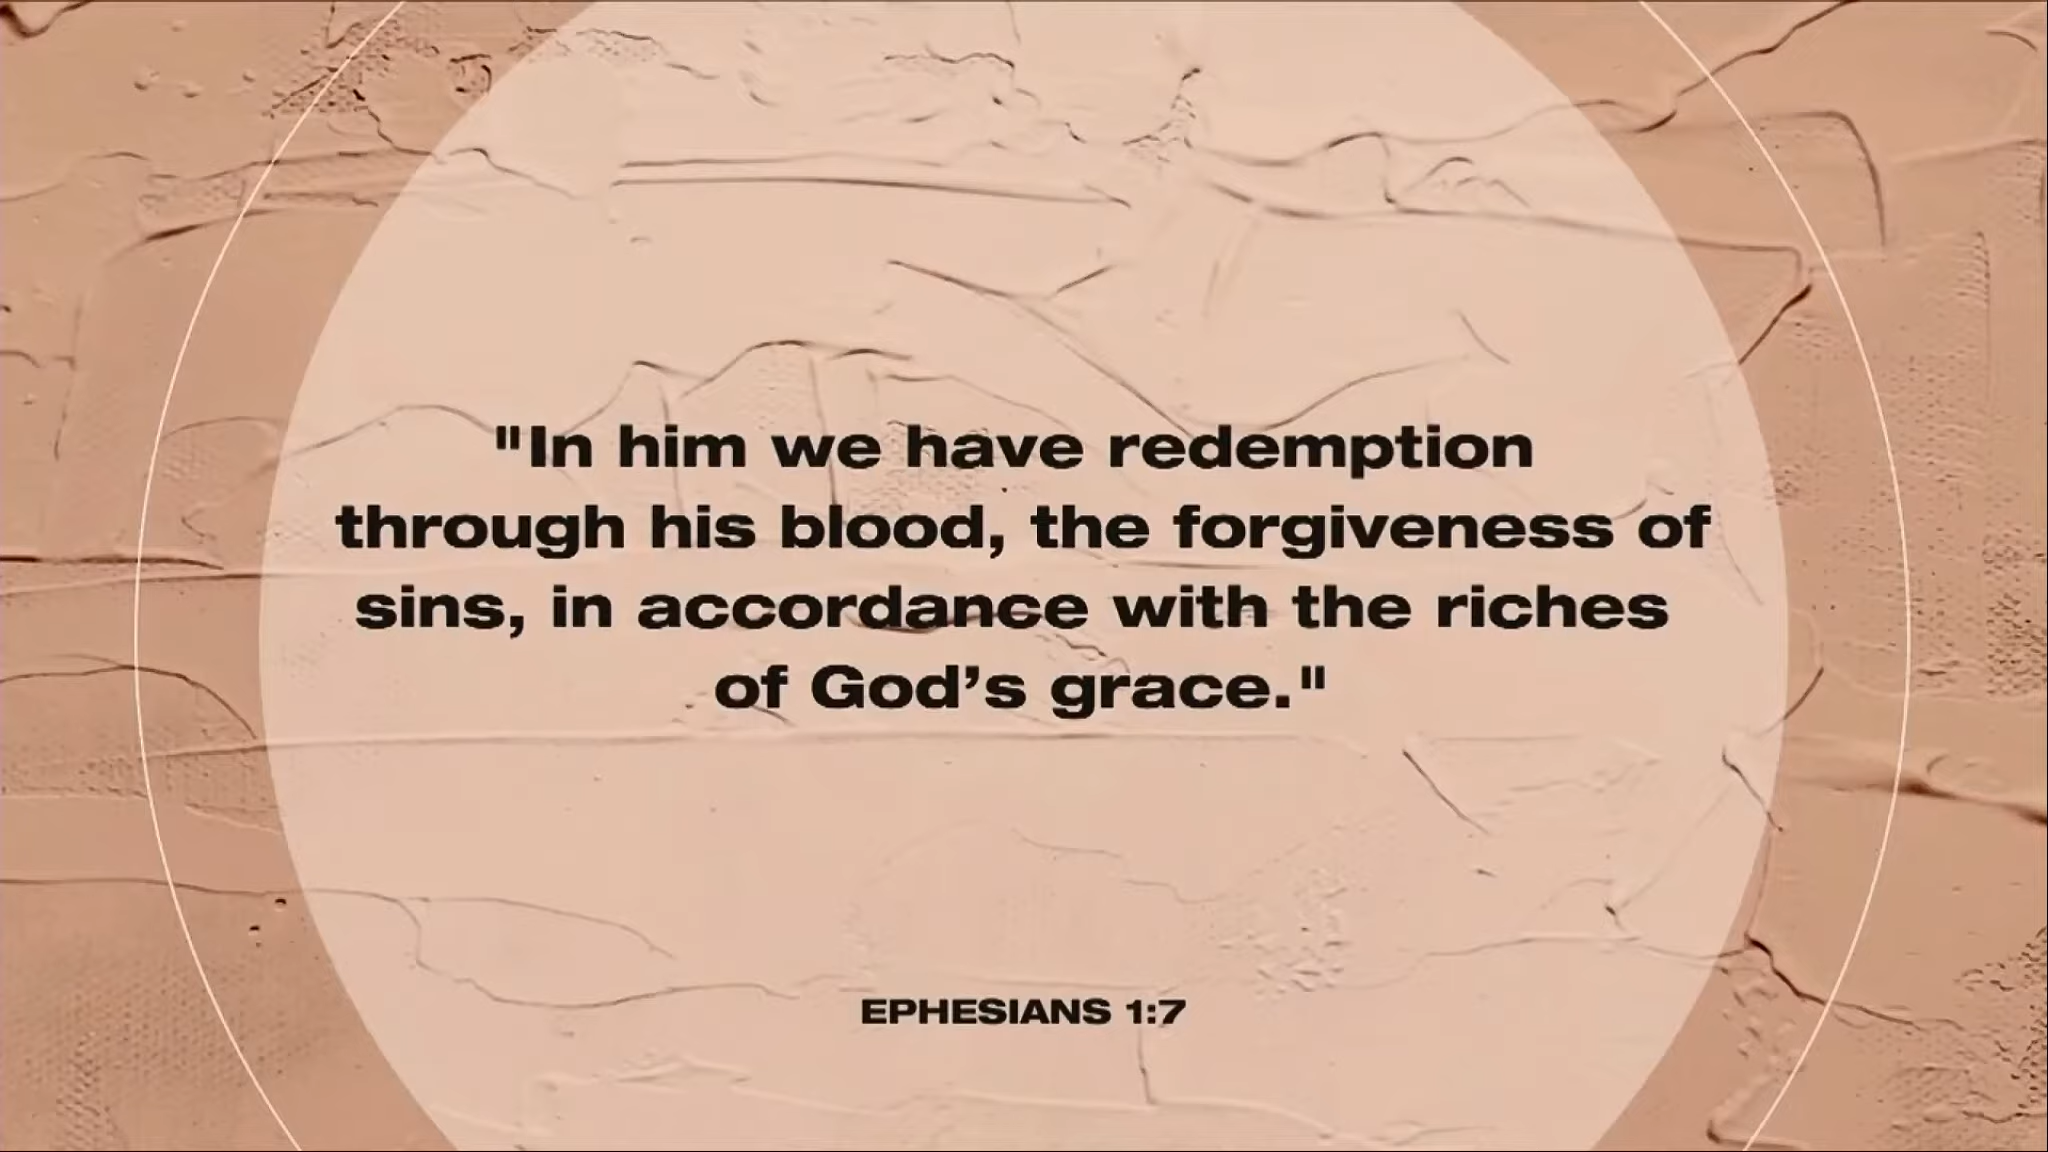 "In him we have redemption
through his blood, the forgiveness of
sins, in accordance with the riches
of God’s grace."
EPHESIANS 1:7